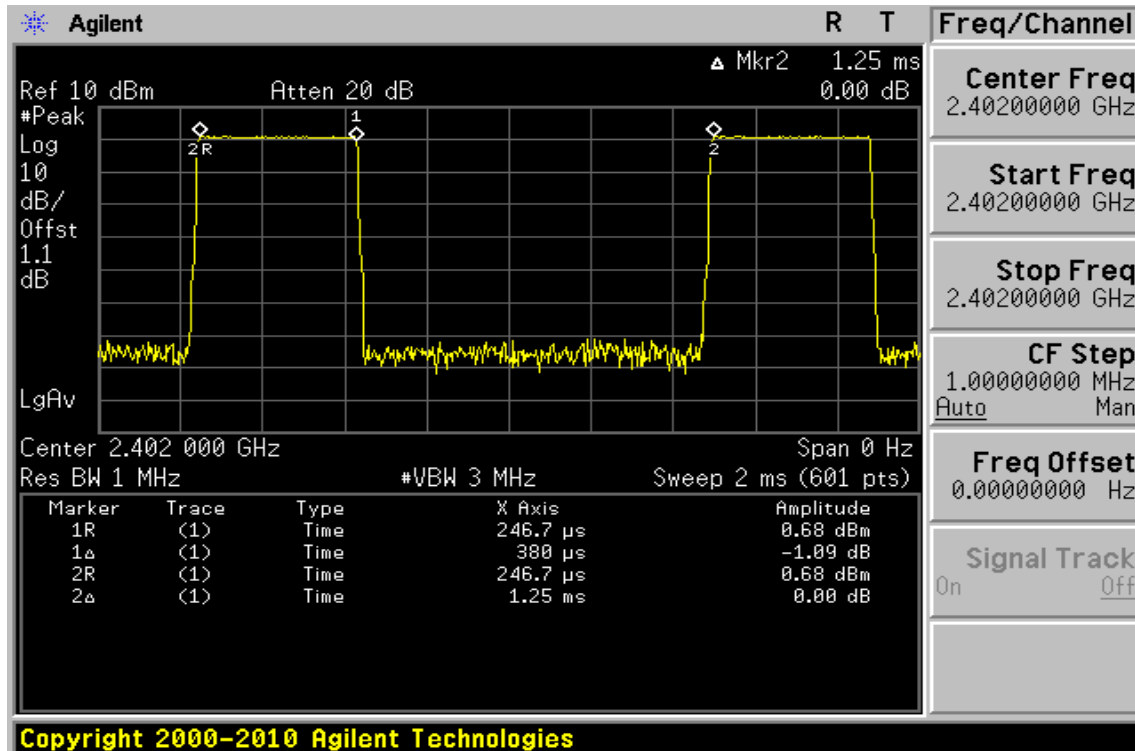 Agilent R T
Freq/Channel
Δ Mkr2 1.25 ms
Ref 10 dBm Atten 20 dB 0.00 dB
#Peak
Log
10
dB/
Offst
1.1
dB
LgAv
1
2R
2
Center 2.402 000 GHz Span 0 Hz
Res BW 1 MHz #VBW 3 MHz Sweep 2 ms (601 pts)
Marker Trace Type X Axis Amplitude
1R (1) Time 246.7 µs 0.68 dBm
1Δ (1) Time 380 µs -1.09 dB
2R (1) Time 246.7 µs 0.68 dBm
2Δ (1) Time 1.25 ms 0.00 dB
Center Freq
2.40200000 GHz
Start Freq
2.40200000 GHz
Stop Freq
2.40200000 GHz
CF Step
1.00000000 MHz
Auto Man
Freq Offset
0.00000000 Hz
Signal Track
On Off
Copyright 2000-2010 Agilent Technologies